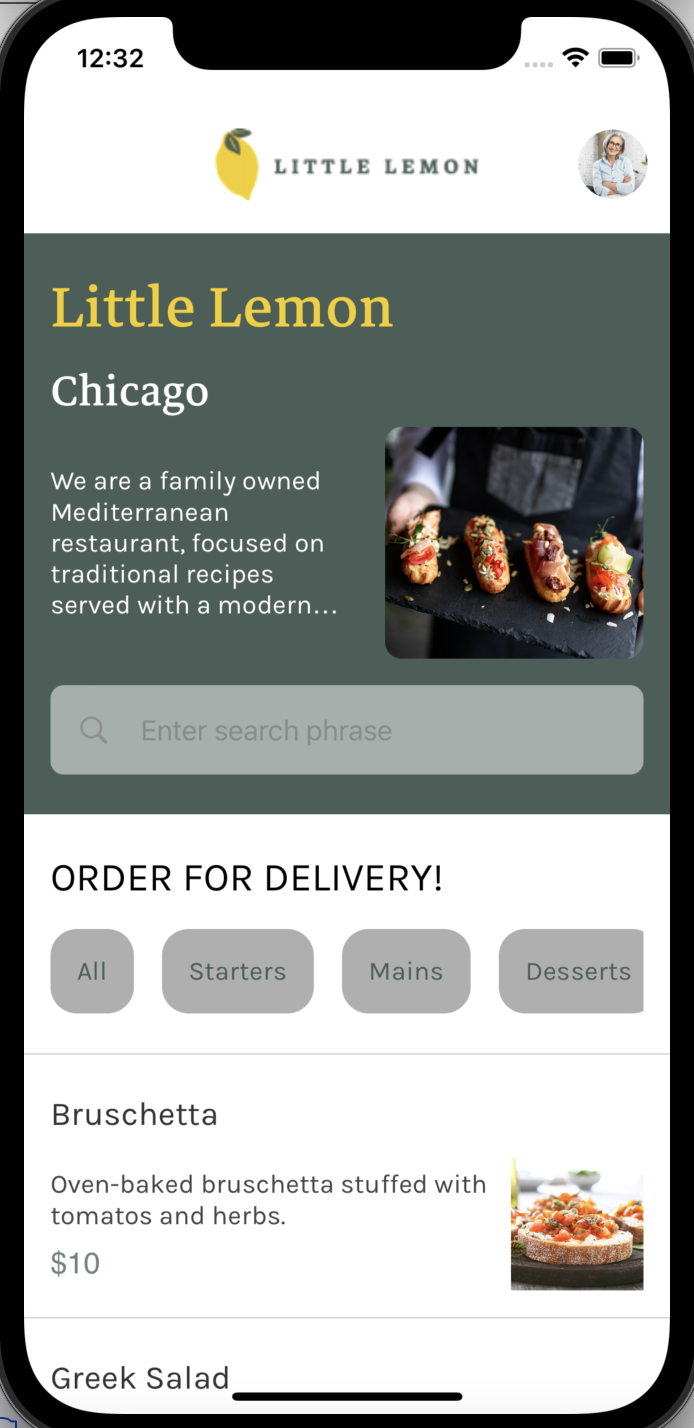 12:32
LITTLE LEMON
Little Lemon
Chicago
We are a family owned
Mediterranean
restaurant, focused on
traditional recipes
served with a modern...
Enter search phrase
ORDER FOR DELIVERY!
All
Starters
Mains
Desserts
Bruschetta
Oven-baked bruschetta stuffed with
tomatos and herbs.
$10
Greek Salad